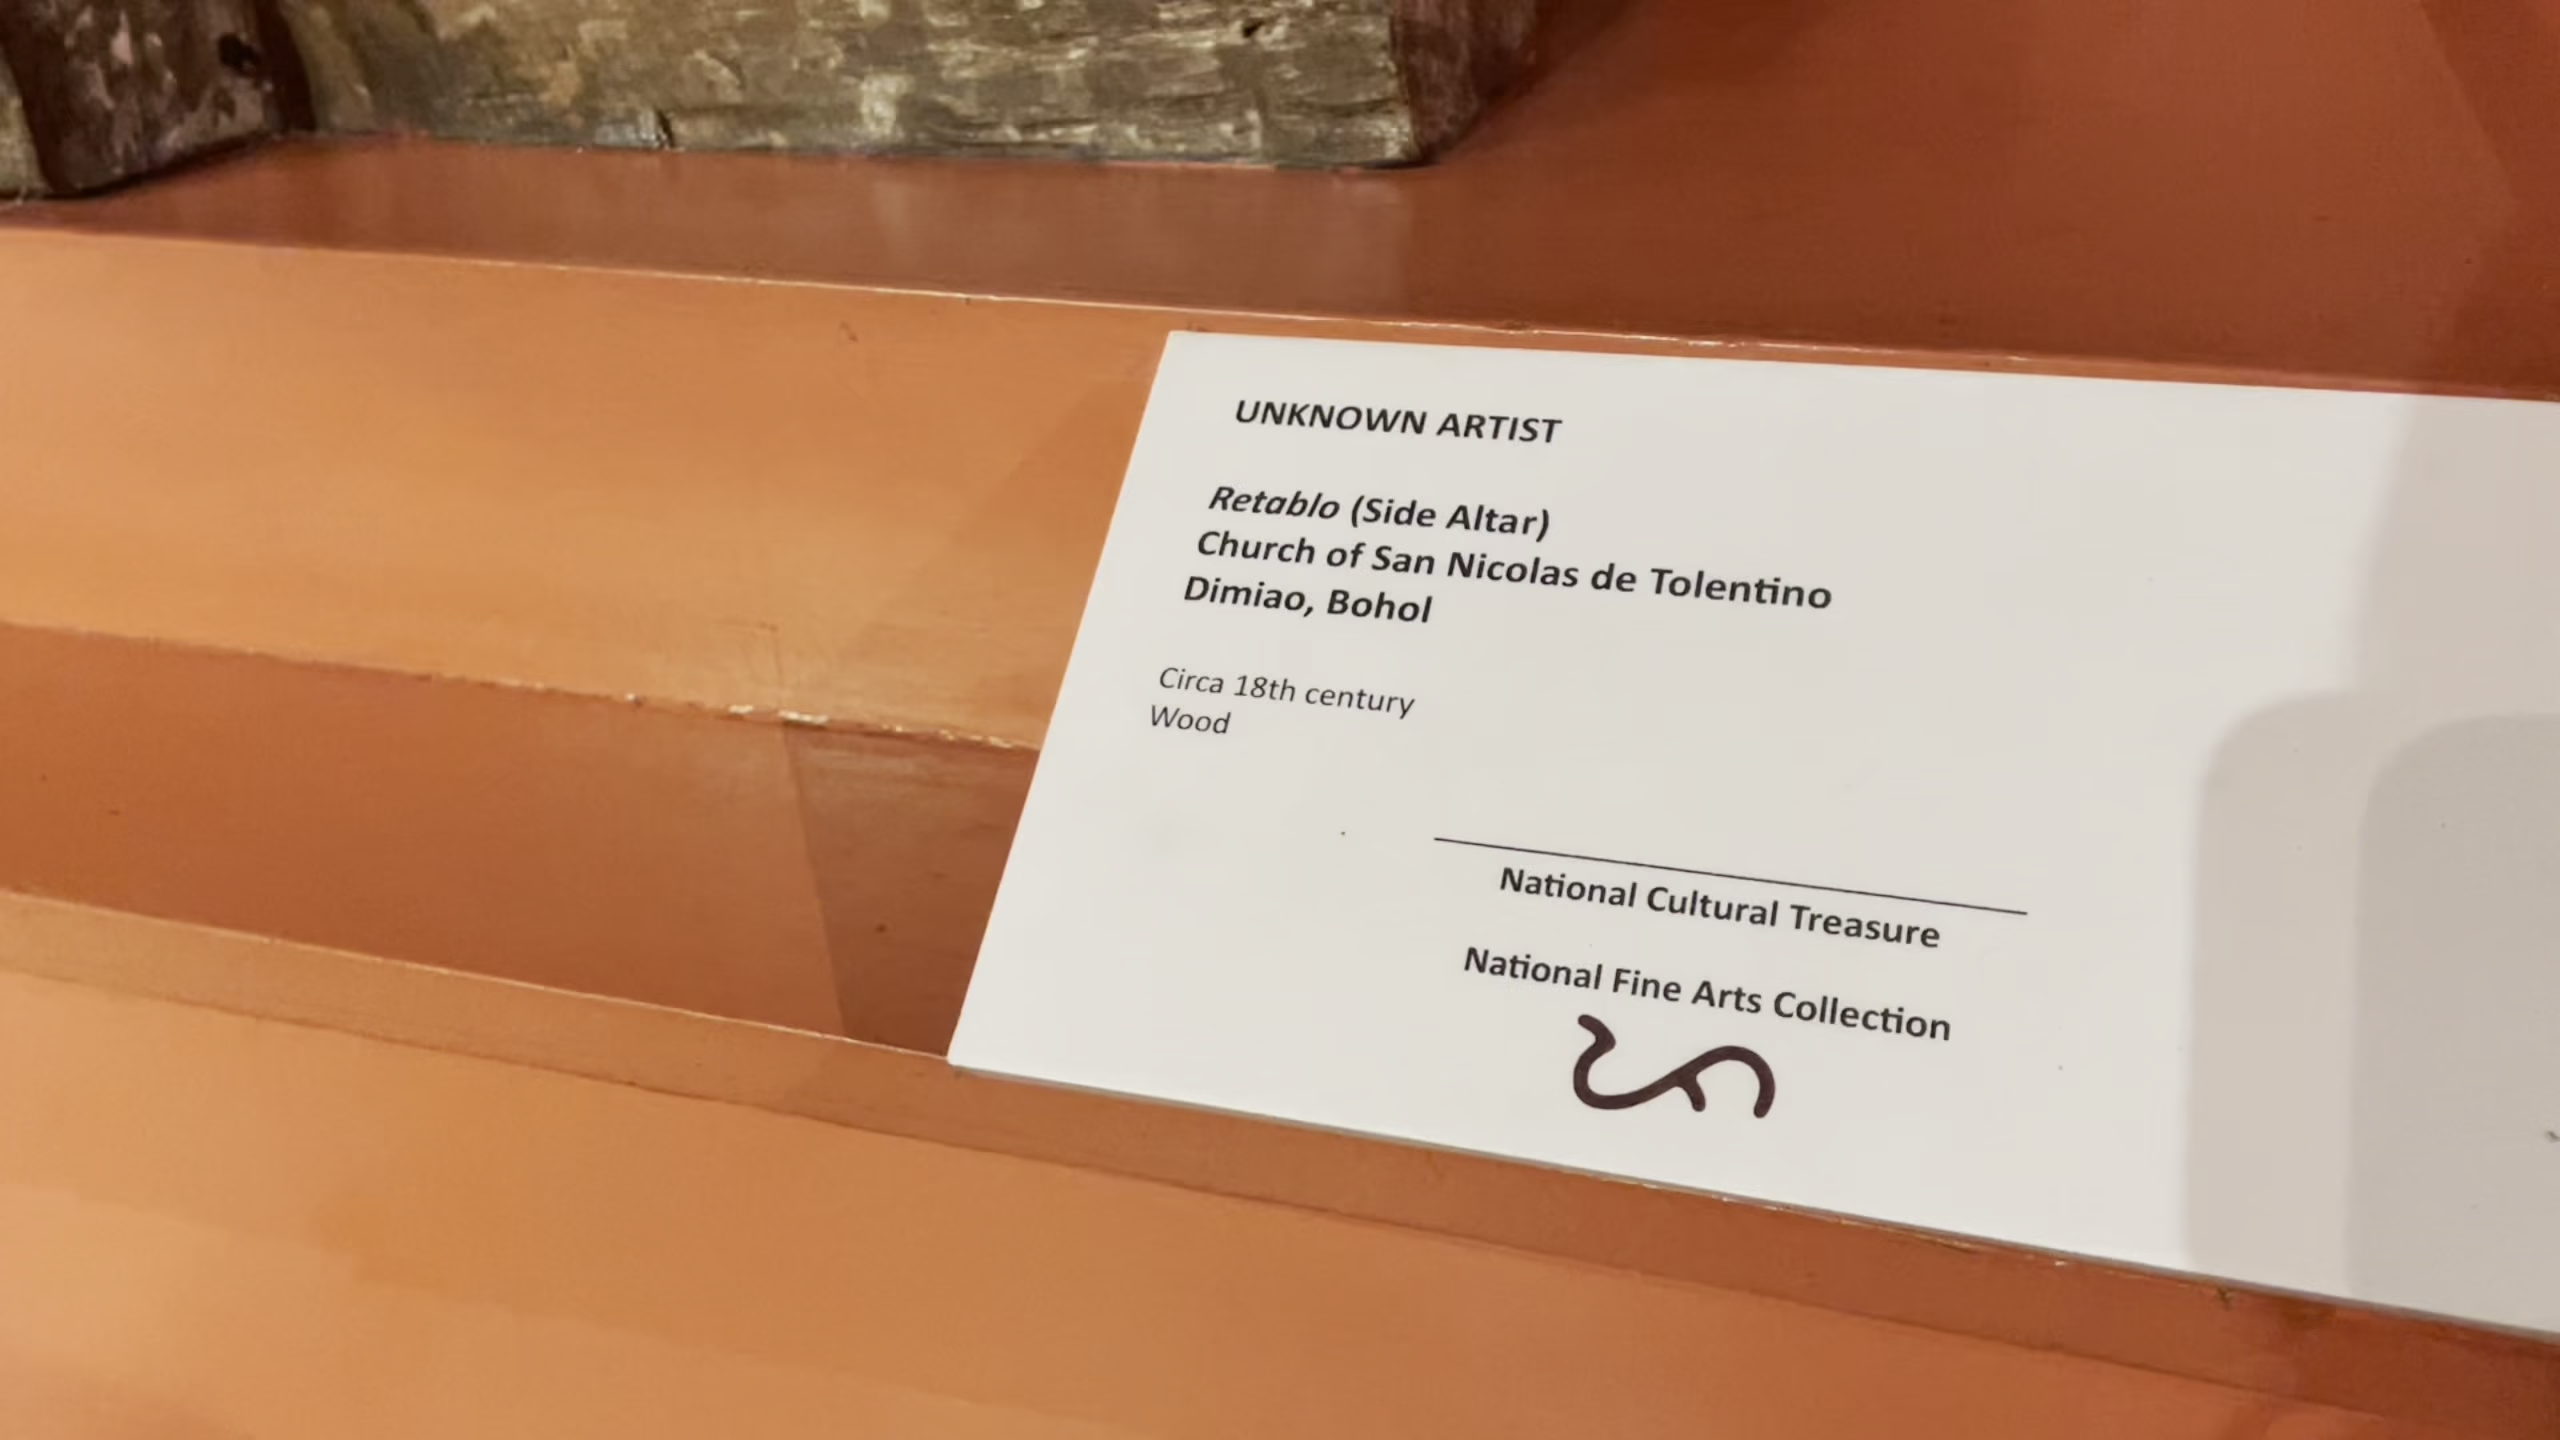 UNKNOWN ARTIST
Retablo (Side Altar)
Church of San Nicolas de Tolentino
Dimiao, Bohol
Circa 18th century
Wood
National Cultural Treasure
National Fine Arts Collection
ᜉ